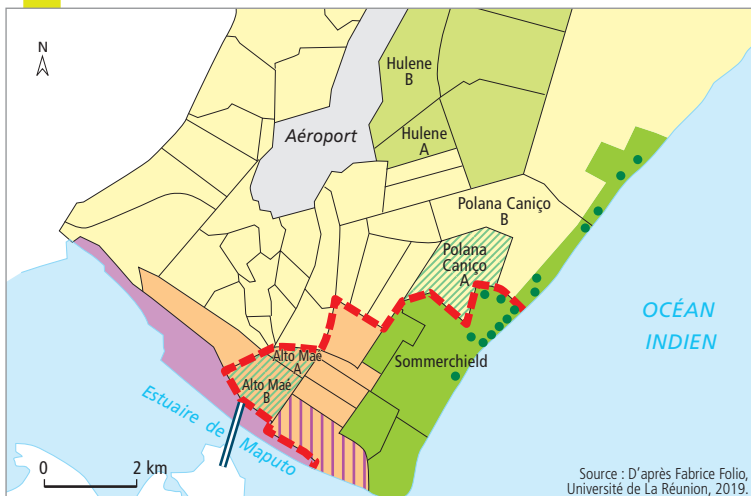 N
Hulene
B
Aéroport
Hulene
A
Polana Caniço
B
Polana
Caniço
A
OCÉAN
INDIEN
Alto Maé
A
Sommerchield
Alto Maé
B
Estuaire de Maputo
0 2 km
Source : D'après Fabrice Folio,
Université de La Réunion, 2019.